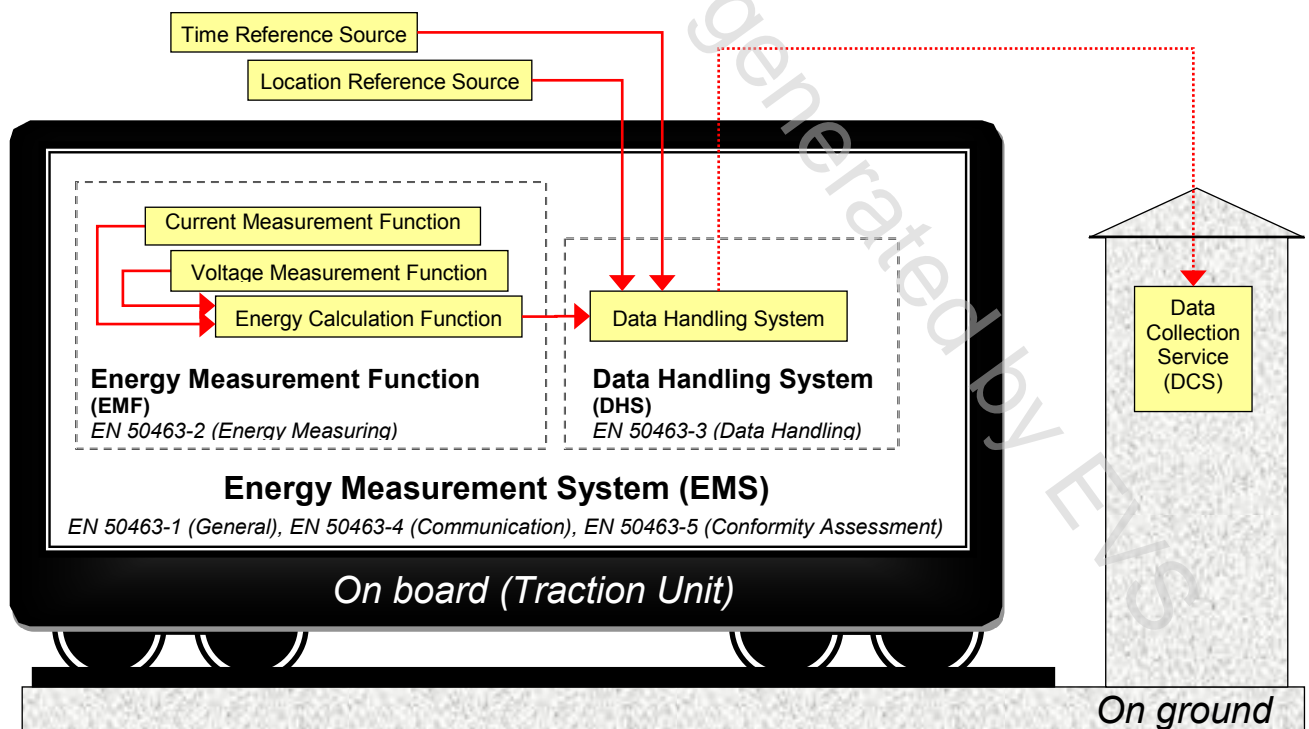 Time Reference Source
Location Reference Source
Current Measurement Function
Voltage Measurement Function
Energy Calculation Function
Data Handling System
Energy Measurement Function
(EMF)
EN 50463-2 (Energy Measuring)
Data Handling System
(DHS)
EN 50463-3 (Data Handling)
Energy Measurement System (EMS)
EN 50463-1 (General), EN 50463-4 (Communication), EN 50463-5 (Conformity Assessment)
On board (Traction Unit)
Data
Collection
Service
(DCS)
On ground
generated by EVS